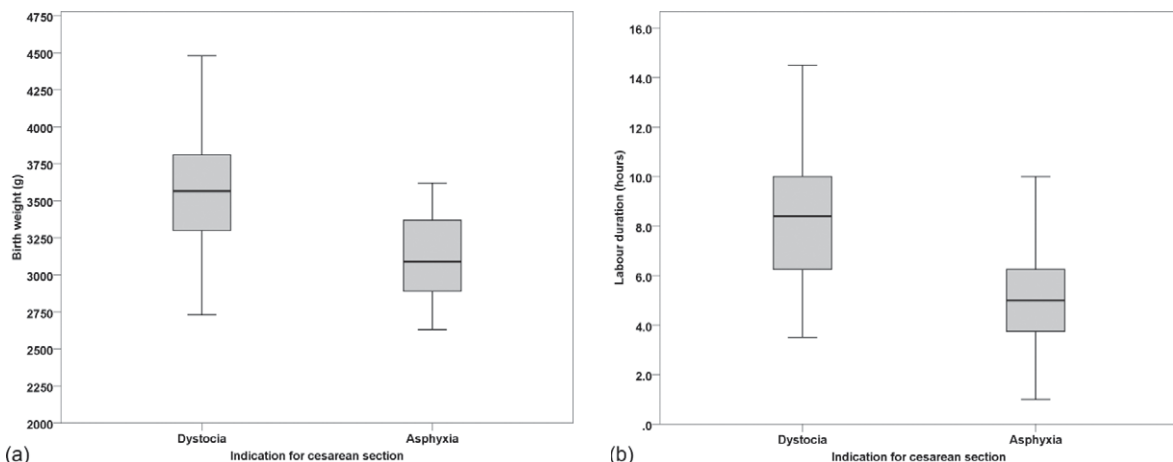 4750
4500
4250
4000
3750
3500
3250
3000
2750
2500
2250
2000
Birth weight (g)
Dystocia
Asphyxia
Indication for cesarean section
(a)
16.0
14.0
12.0
10.0
8.0
6.0
4.0
2.0
.0
Labour duration (hours)
Dystocia
Asphyxia
Indication for cesarean section
(b)